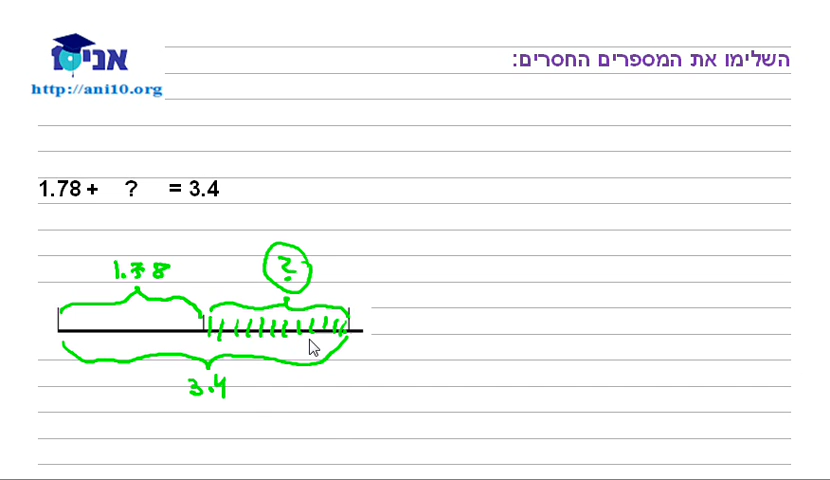 אני10
http://ani10.org
השלימו את המספרים החסרים:
1.78 + ? = 3.4
1.78
?
3.4